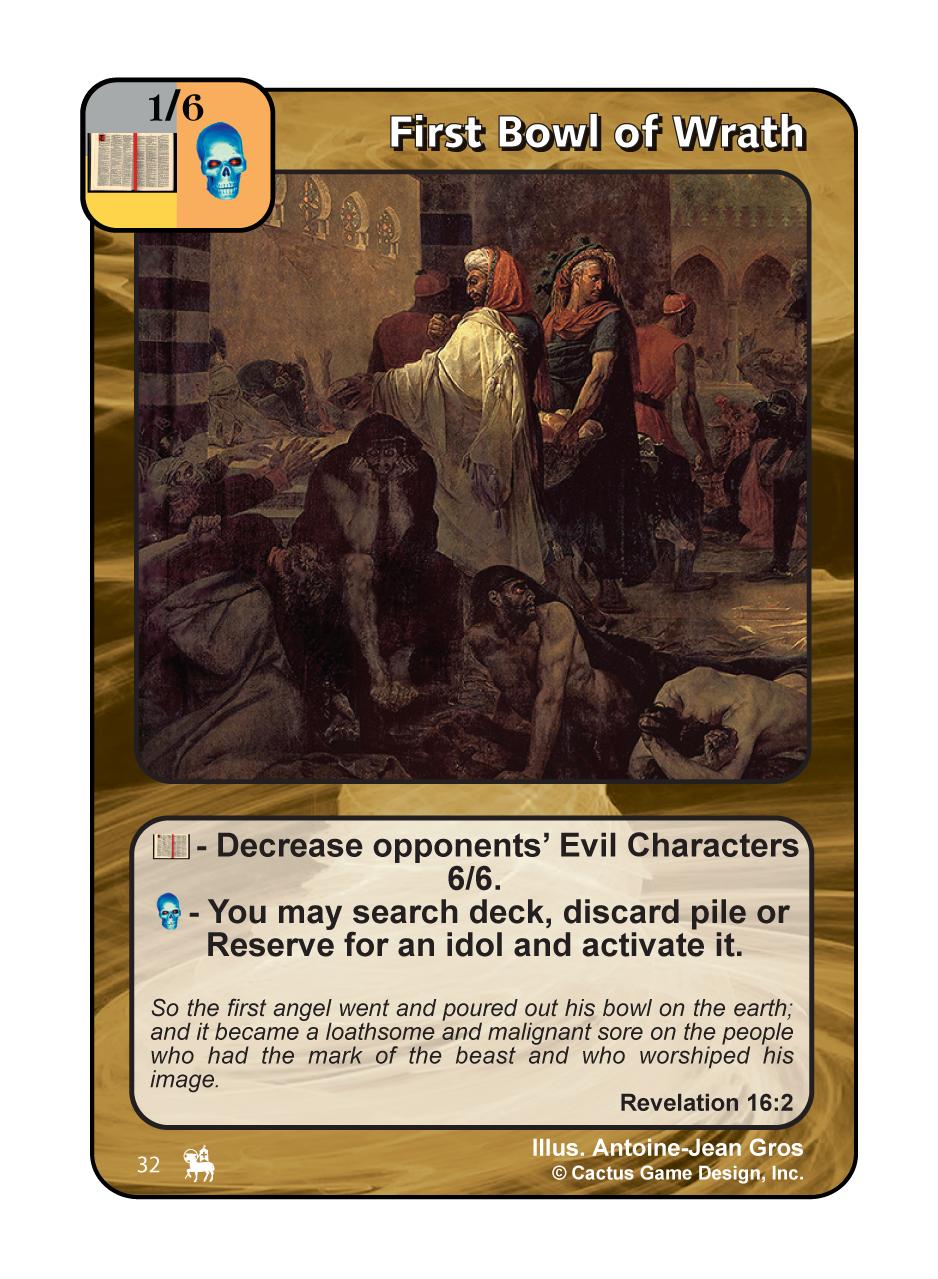 1/6
First Bowl of Wrath
- Decrease opponents’ Evil Characters
6/6.
- You may search deck, discard pile or
Reserve for an idol and activate it.
So the first angel went and poured out his bowl on the earth;
and it became a loathsome and malignant sore on the people
who had the mark of the beast and who worshiped his
image.
Revelation 16:2
Illus. Antoine-Jean Gros
32
© Cactus Game Design, Inc.